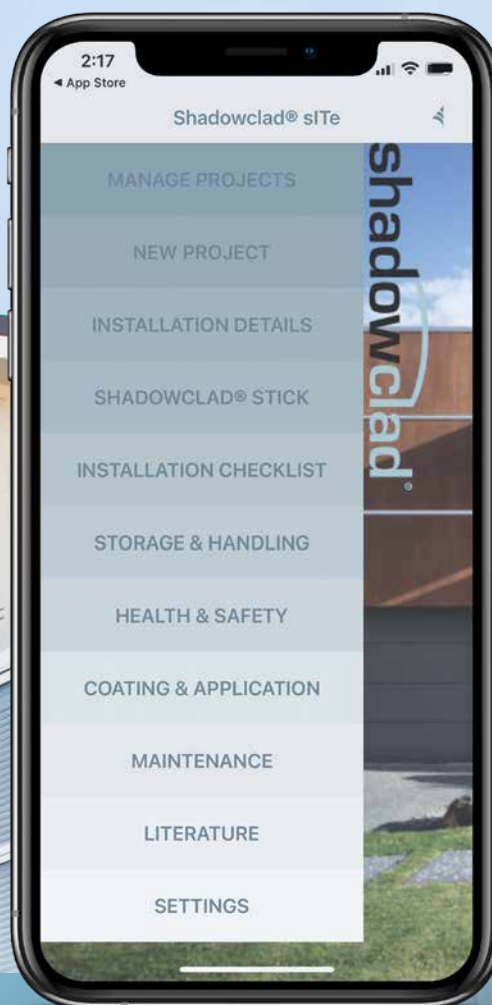 2:17
◀ App Store
Shadowclad® sITe
MANAGE PROJECTS
NEW PROJECT
INSTALLATION DETAILS
SHADOWCLAD® STICK
INSTALLATION CHECKLIST
STORAGE & HANDLING
HEALTH & SAFETY
COATING & APPLICATION
MAINTENANCE
LITERATURE
SETTINGS
shadowclad®